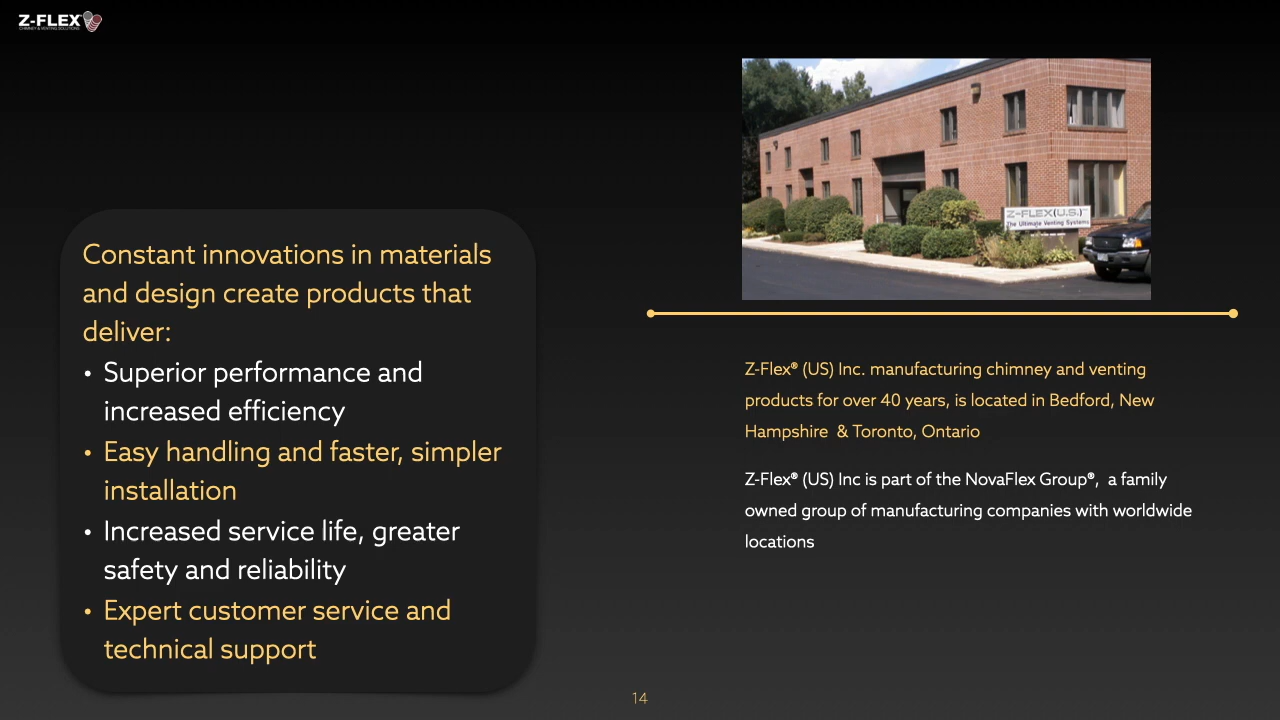 Z-FLEX
CHIMNEY & VENTING SOLUTIONS
Constant innovations in materials
and design create products that
deliver:
• Superior performance and
increased efficiency
• Easy handling and faster, simpler
installation
• Increased service life, greater
safety and reliability
• Expert customer service and
technical support
Z-FLEX(U.S.)™
The Ultimate Venting Systems
Z-Flex® (US) Inc. manufacturing chimney and venting
products for over 40 years, is located in Bedford, New
Hampshire & Toronto, Ontario
Z-Flex® (US) Inc is part of the NovaFlex Group®, a family
owned group of manufacturing companies with worldwide
locations
14